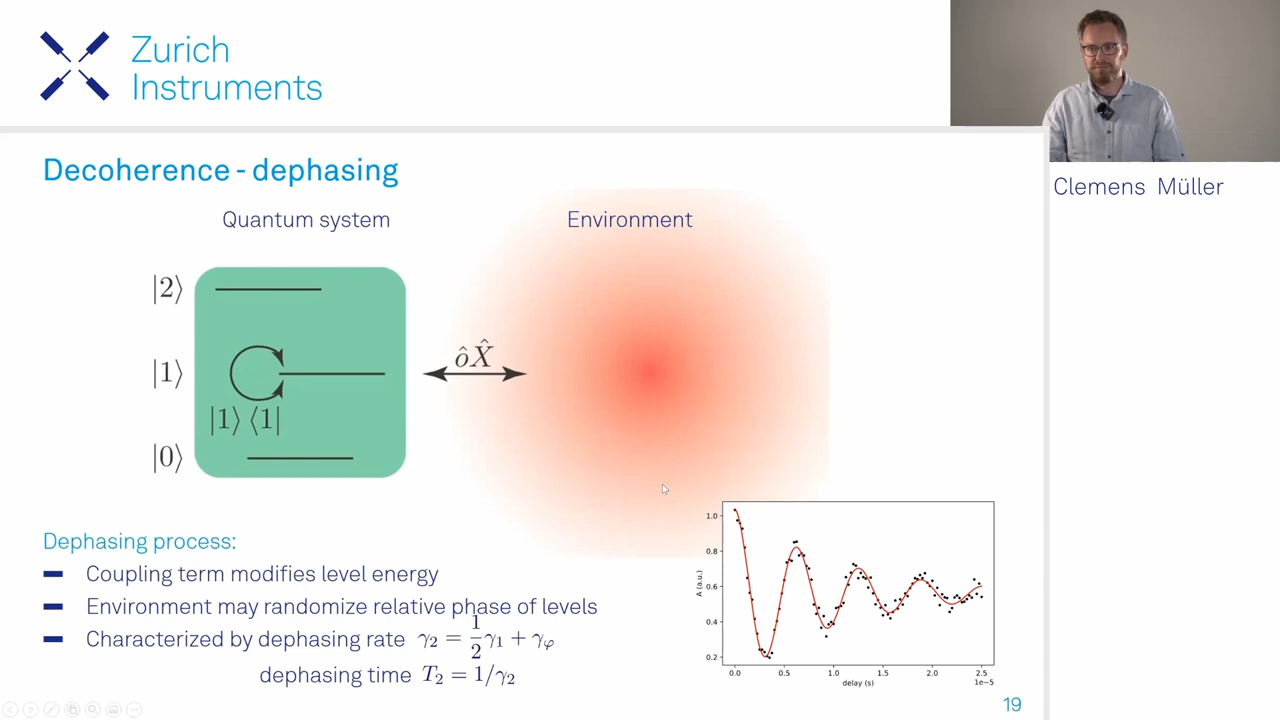 Zurich
Instruments
Clemens Müller
Decoherence - dephasing
Quantum system
Environment
|2⟩
|1⟩
|1⟩⟨1|
|0⟩
ôX̂
Dephasing process:
Coupling term modifies level energy
Environment may randomize relative phase of levels
Characterized by dephasing rate γ₂ = ½γ₁ + γᵩ
dephasing time T₂ = 1/γ₂
A (a.u.)
1.0
0.8
0.6
0.4
0.2
0.0 0.5 1.0 1.5 2.0 2.5
1e−5
delay (s)
19